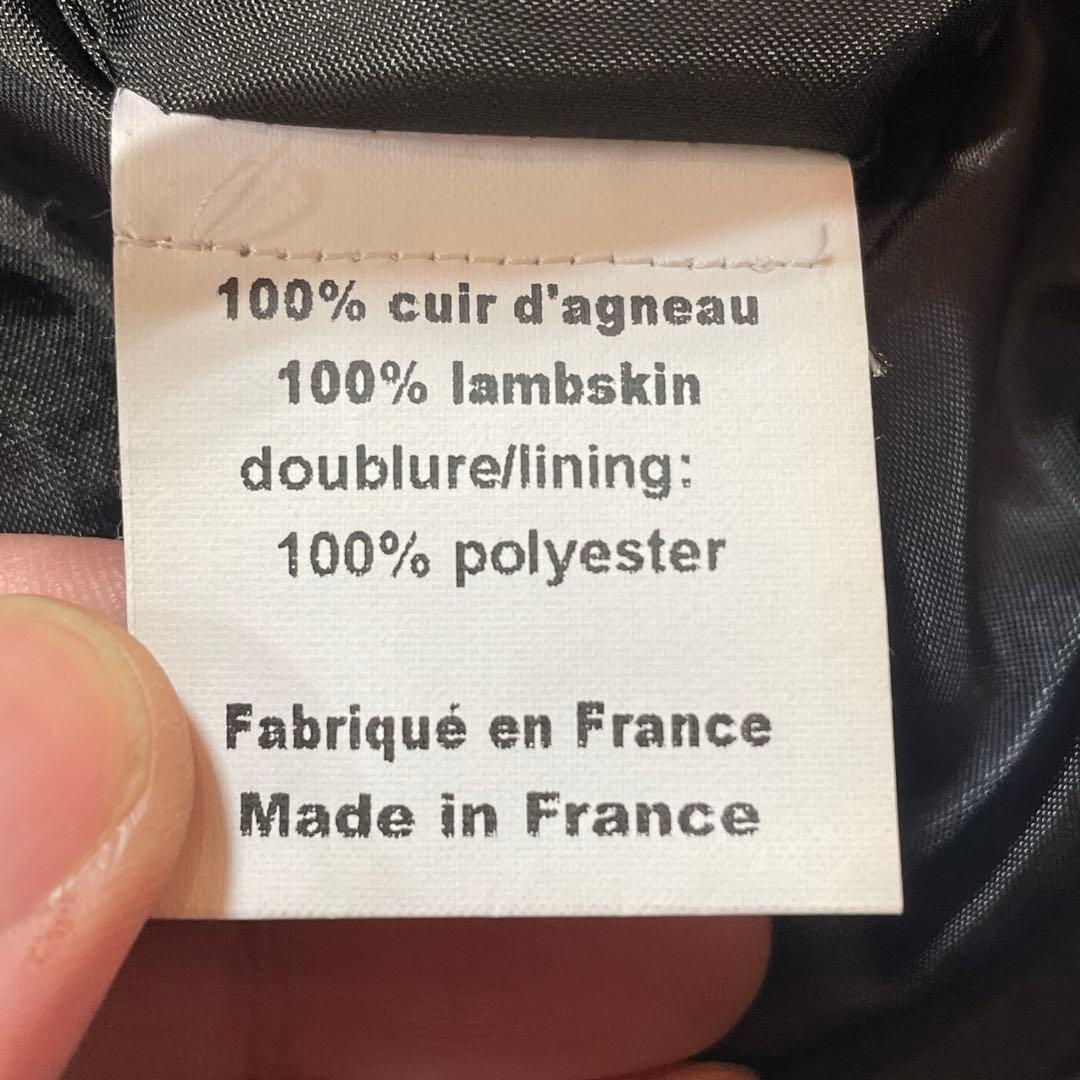 100% cuir d'agneau
100% lambskin
doublure/lining:
100% polyester
Fabriqué en France
Made in France